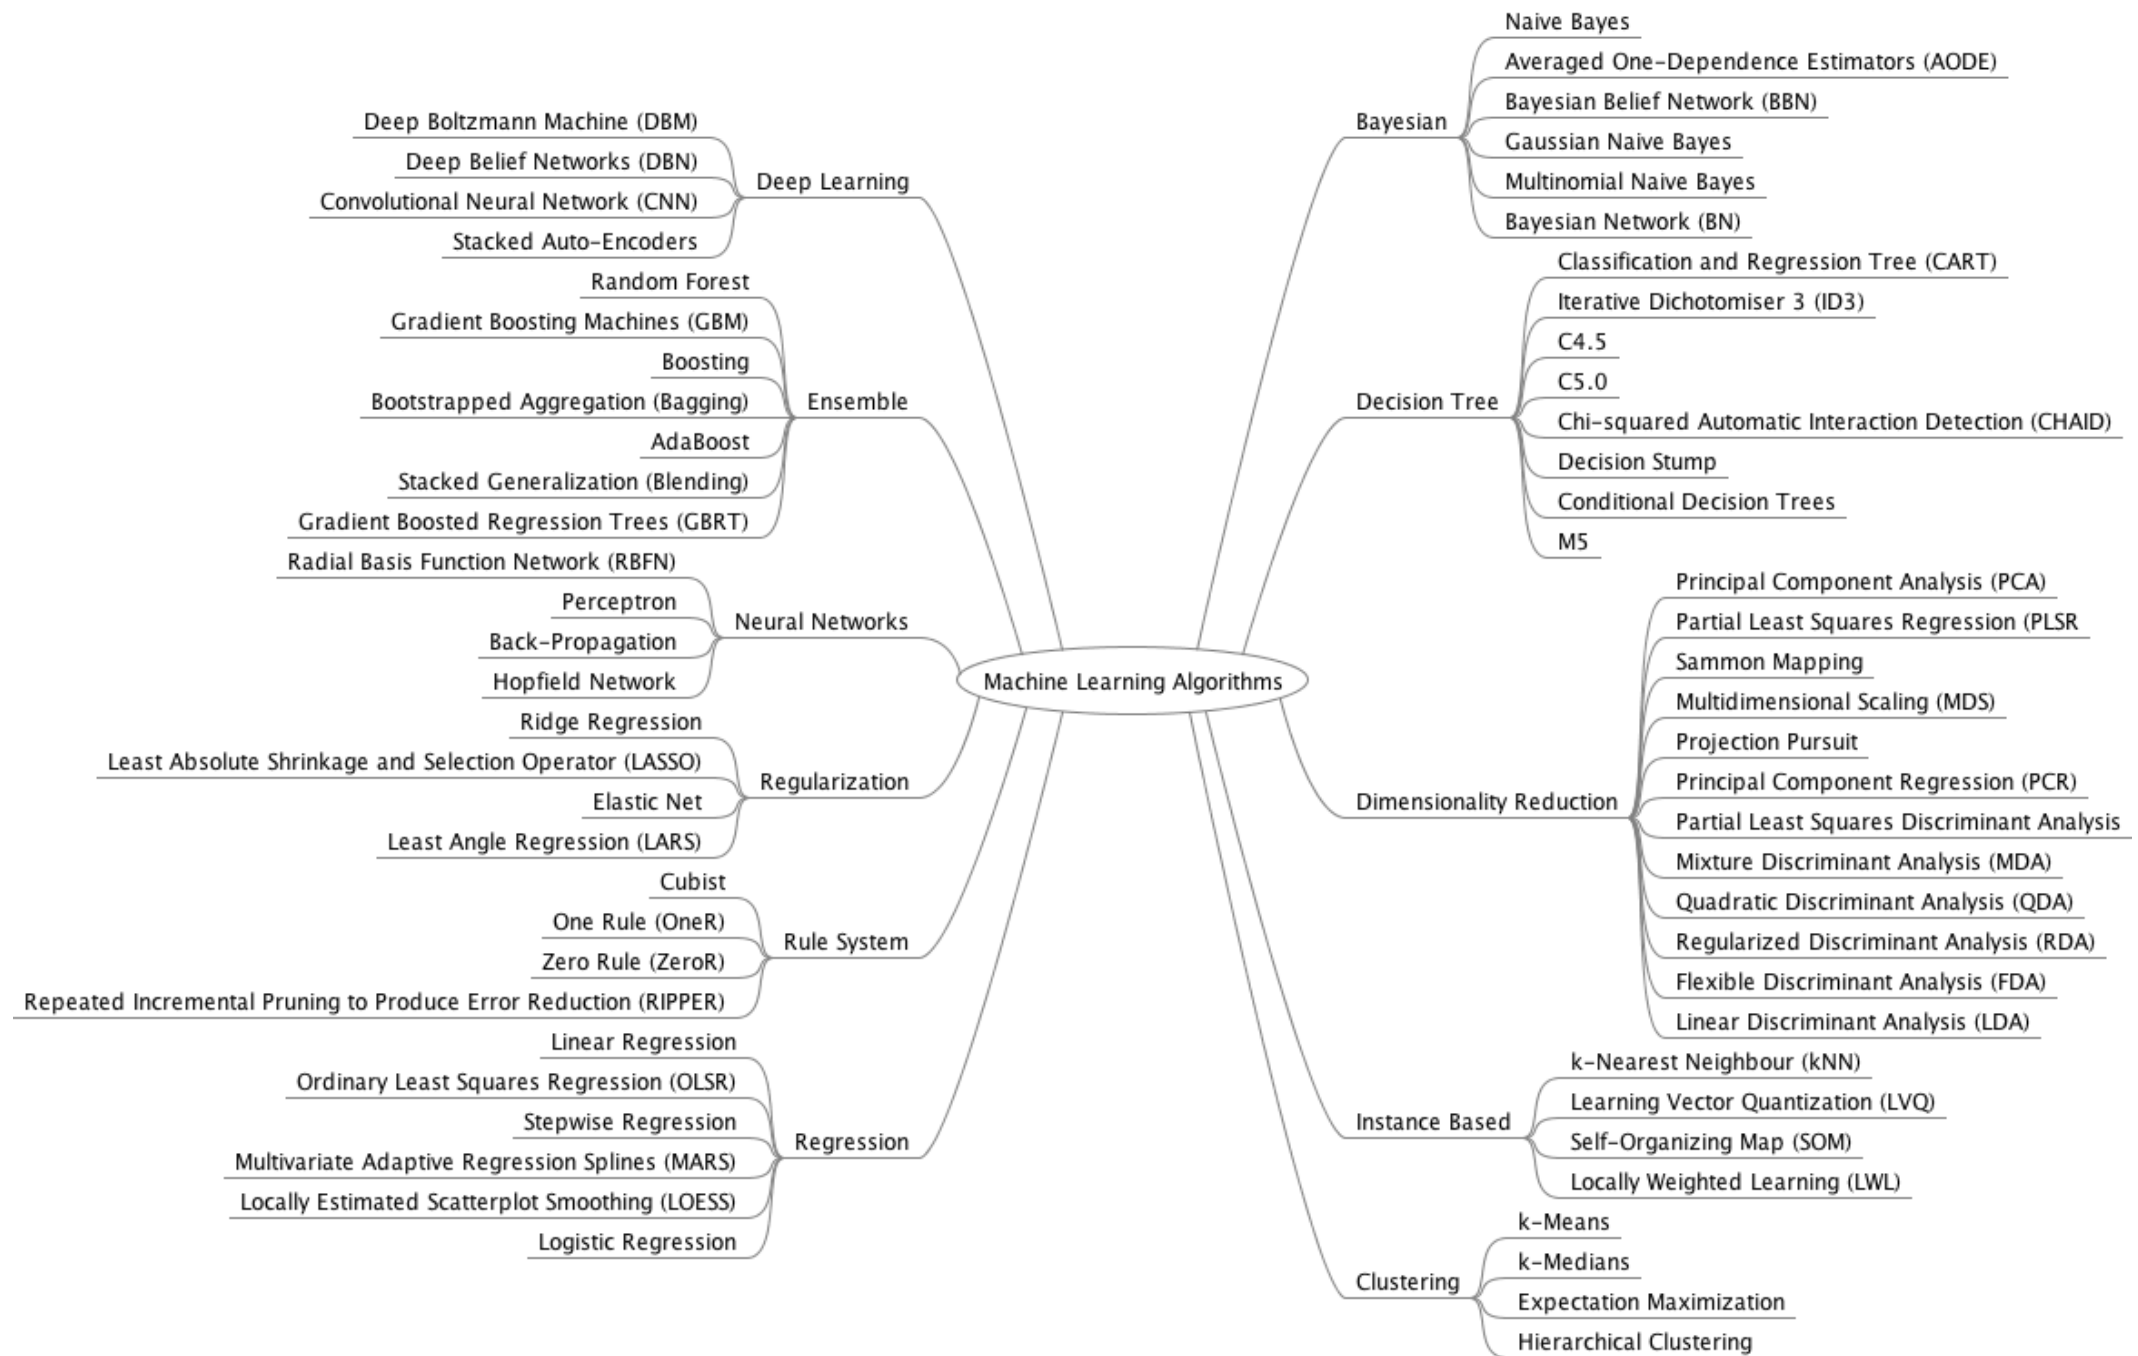 Machine Learning Algorithms
Deep Learning
Deep Boltzmann Machine (DBM)
Deep Belief Networks (DBN)
Convolutional Neural Network (CNN)
Stacked Auto-Encoders
Ensemble
Random Forest
Gradient Boosting Machines (GBM)
Boosting
Bootstrapped Aggregation (Bagging)
AdaBoost
Stacked Generalization (Blending)
Gradient Boosted Regression Trees (GBRT)
Neural Networks
Radial Basis Function Network (RBFN)
Perceptron
Back-Propagation
Hopfield Network
Regularization
Ridge Regression
Least Absolute Shrinkage and Selection Operator (LASSO)
Elastic Net
Least Angle Regression (LARS)
Rule System
Cubist
One Rule (OneR)
Zero Rule (ZeroR)
Repeated Incremental Pruning to Produce Error Reduction (RIPPER)
Regression
Linear Regression
Ordinary Least Squares Regression (OLSR)
Stepwise Regression
Multivariate Adaptive Regression Splines (MARS)
Locally Estimated Scatterplot Smoothing (LOESS)
Logistic Regression
Bayesian
Naive Bayes
Averaged One-Dependence Estimators (AODE)
Bayesian Belief Network (BBN)
Gaussian Naive Bayes
Multinomial Naive Bayes
Bayesian Network (BN)
Decision Tree
Classification and Regression Tree (CART)
Iterative Dichotomiser 3 (ID3)
C4.5
C5.0
Chi-squared Automatic Interaction Detection (CHAID)
Decision Stump
Conditional Decision Trees
M5
Dimensionality Reduction
Principal Component Analysis (PCA)
Partial Least Squares Regression (PLSR
Sammon Mapping
Multidimensional Scaling (MDS)
Projection Pursuit
Principal Component Regression (PCR)
Partial Least Squares Discriminant Analysis
Mixture Discriminant Analysis (MDA)
Quadratic Discriminant Analysis (QDA)
Regularized Discriminant Analysis (RDA)
Flexible Discriminant Analysis (FDA)
Linear Discriminant Analysis (LDA)
Instance Based
k-Nearest Neighbour (kNN)
Learning Vector Quantization (LVQ)
Self-Organizing Map (SOM)
Locally Weighted Learning (LWL)
Clustering
k-Means
k-Medians
Expectation Maximization
Hierarchical Clustering